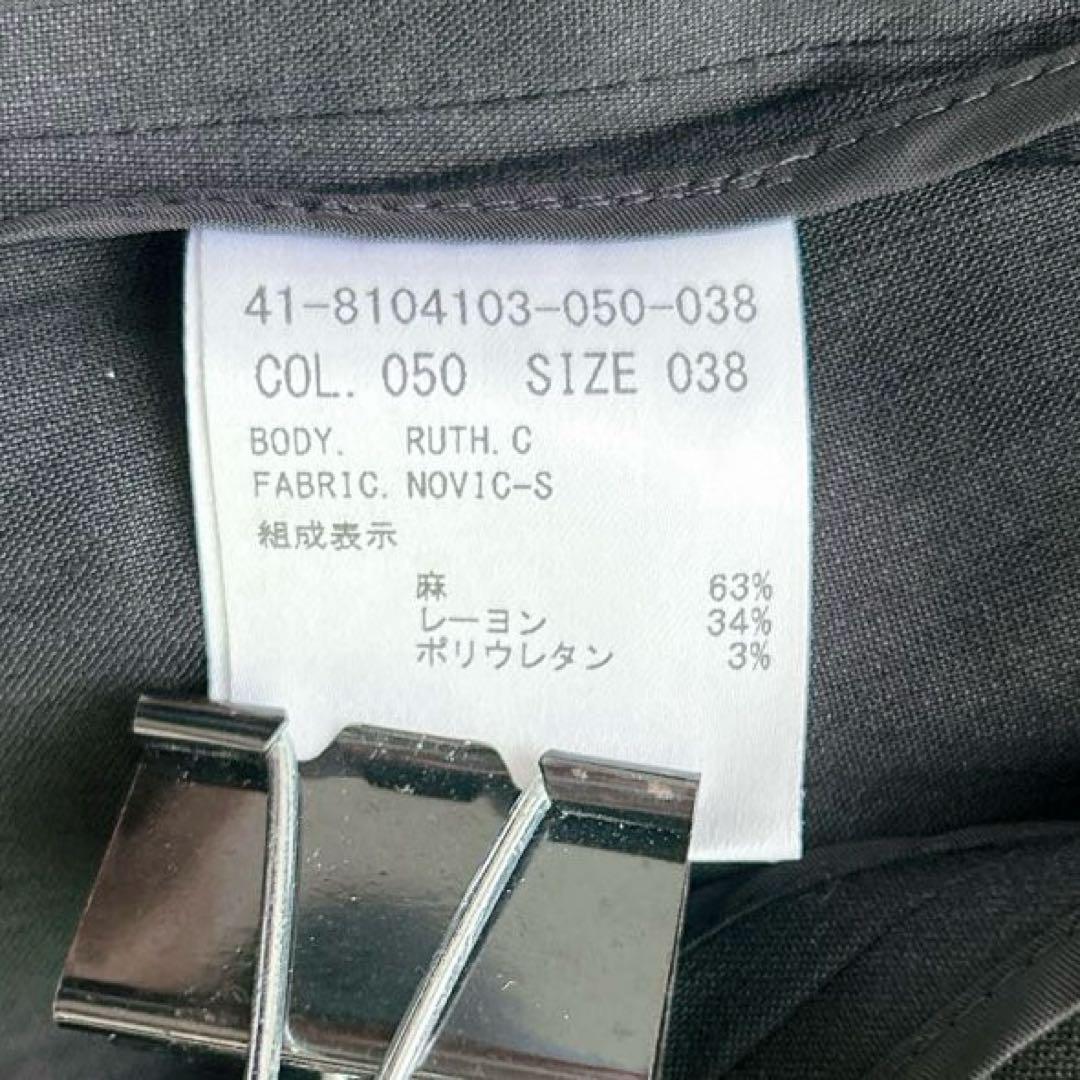 41-8104103-050-038
COL. 050 SIZE 038
BODY. RUTH.C
FABRIC. NOVIC-S
組成表示
麻 63%
レーヨン 34%
ポリウレタン 3%